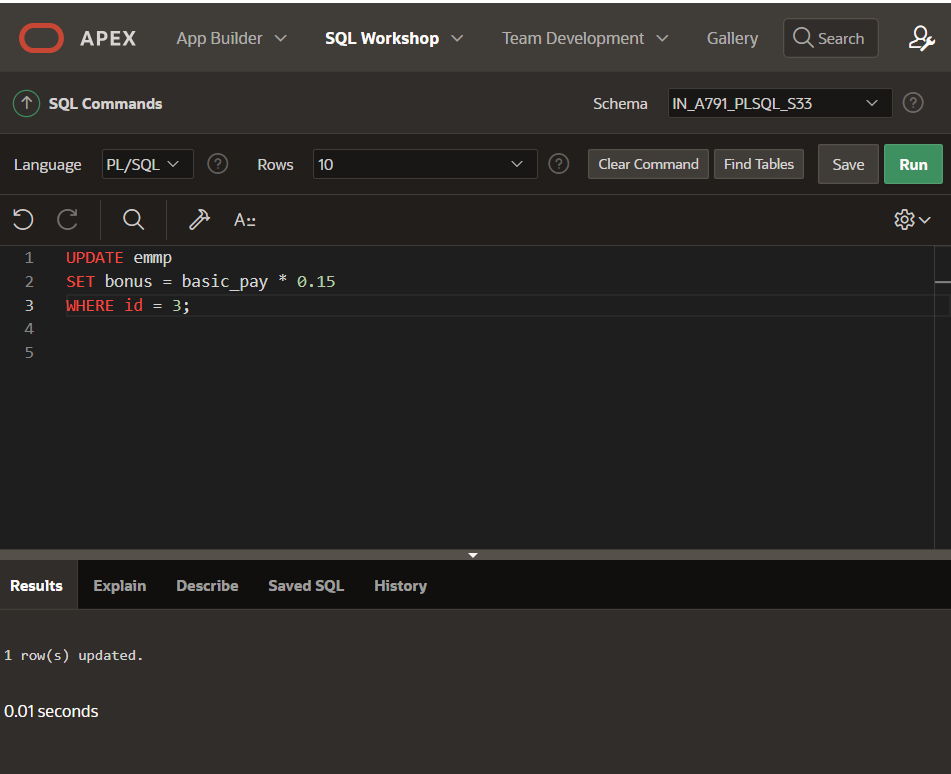 APEX App Builder SQL Workshop Team Development Gallery Search
SQL Commands Schema IN_A791_PLSQL_S33 ?
Language PL/SQL ? Rows 10 ? Clear Command Find Tables Save Run
A::
1 UPDATE emmp
2 SET bonus = basic_pay * 0.15
3 WHERE id = 3;
4
5
Results Explain Describe Saved SQL History
1 row(s) updated.
0.01 seconds